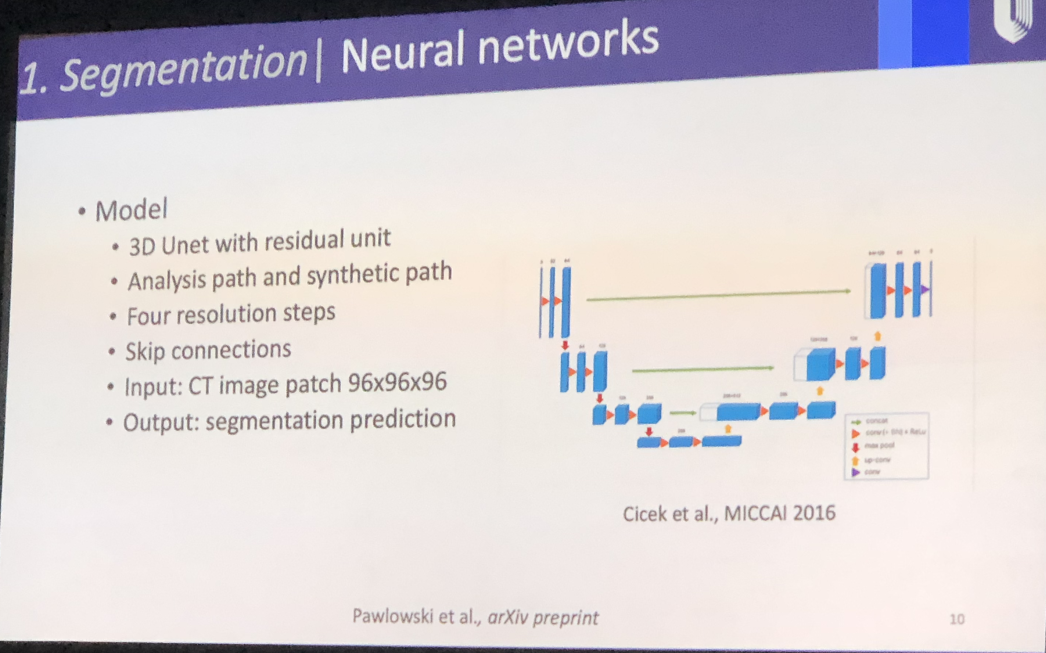 1. Segmentation| Neural networks
• Model
• 3D Unet with residual unit
• Analysis path and synthetic path
• Four resolution steps
• Skip connections
• Input: CT image patch 96x96x96
• Output: segmentation prediction
concat
conv (+ BN) + ReLu
max pool
up-conv
conv
Cicek et al., MICCAI 2016
Pawlowski et al., arXiv preprint
10